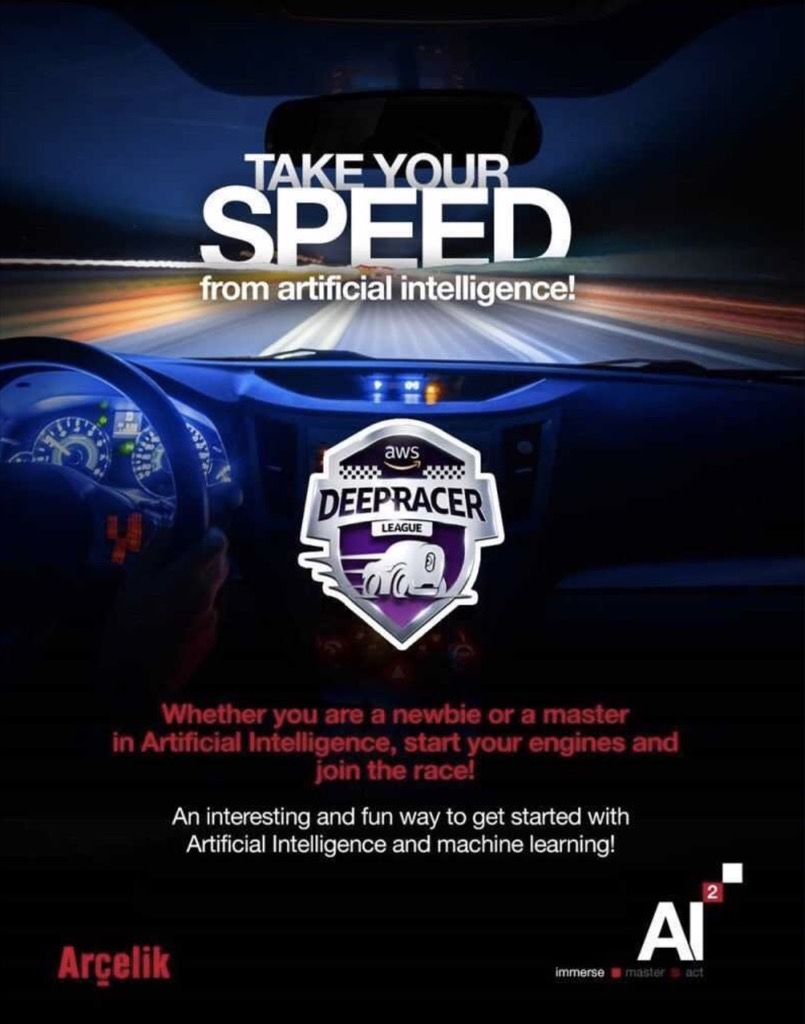 TAKE YOUR
SPEED
from artificial intelligence!
aws
DEEPRACER
LEAGUE
Whether you are a newbie or a master
in Artificial Intelligence, start your engines and
join the race!
An interesting and fun way to get started with
Artificial Intelligence and machine learning!
AI²
Arçelik
immerse master act